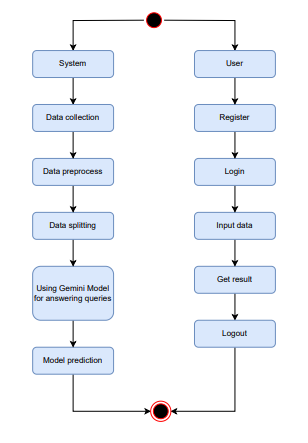 System
Data collection
Data preprocess
Data splitting
Using Gemini Model
for answering queries
Model prediction
User
Register
Login
Input data
Get result
Logout